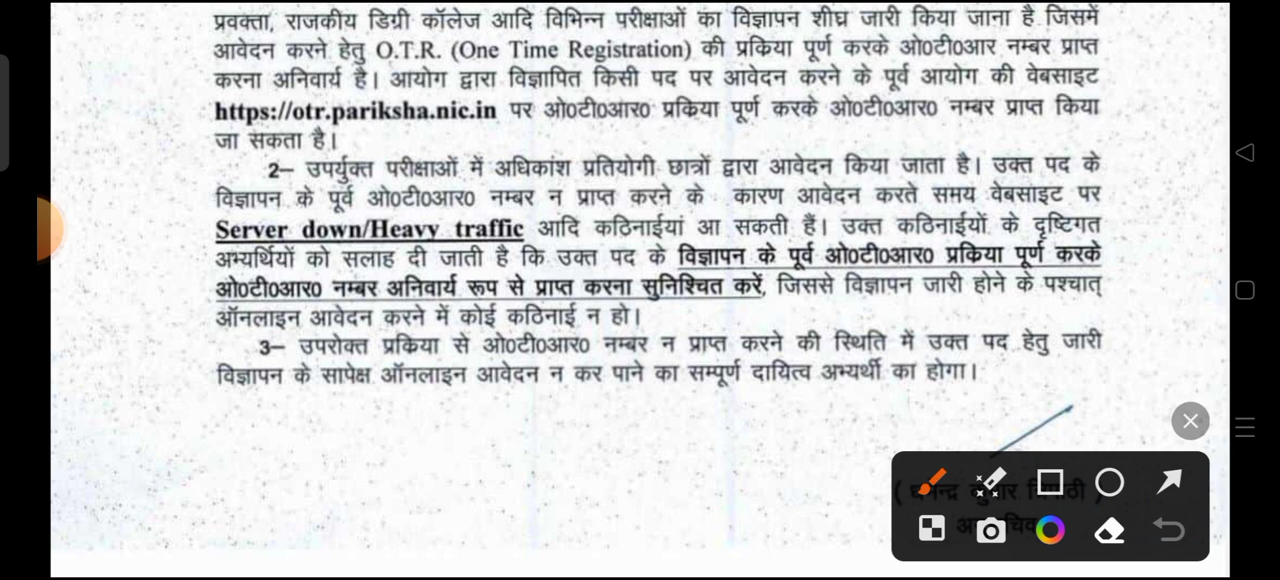 प्रवक्ता, राजकीय डिग्री कॉलेज आदि विभिन्न परीक्षाओं का विज्ञापन शीघ्र जारी किया जाना है जिसमें
आवेदन करने हेतु O.T.R. (One Time Registration) की प्रकिया पूर्ण करके ओ0टी0आर नम्बर प्राप्त
करना अनिवार्य है। आयोग द्वारा विज्ञापित किसी पद पर आवेदन करने के पूर्व आयोग की वेबसाइट
https://otr.pariksha.nic.in पर ओ0टी0आर0 प्रकिया पूर्ण करके ओ0टी0आर0 नम्बर प्राप्त किया
जा सकता है।
2– उपर्युक्त परीक्षाओं में अधिकांश प्रतियोगी छात्रों द्वारा आवेदन किया जाता है। उक्त पद के
विज्ञापन के पूर्व ओ0टी0आर0 नम्बर न प्राप्त करने के कारण आवेदन करते समय वेबसाइट पर
Server down/Heavy traffic आदि कठिनाईयां आ सकती हैं। उक्त कठिनाईयों के दृष्टिगत
अभ्यर्थियों को सलाह दी जाती है कि उक्त पद के विज्ञापन के पूर्व ओ0टी0आर0 प्रकिया पूर्ण करके
ओ0टी0आर0 नम्बर अनिवार्य रूप से प्राप्त करना सुनिश्चित करें, जिससे विज्ञापन जारी होने के पश्चात्
ऑनलाइन आवेदन करने में कोई कठिनाई न हो।
3– उपरोक्त प्रकिया से ओ0टी0आर0 नम्बर न प्राप्त करने की स्थिति में उक्त पद हेतु जारी
विज्ञापन के सापेक्ष ऑनलाइन आवेदन न कर पाने का सम्पूर्ण दायित्व अभ्यर्थी का होगा।